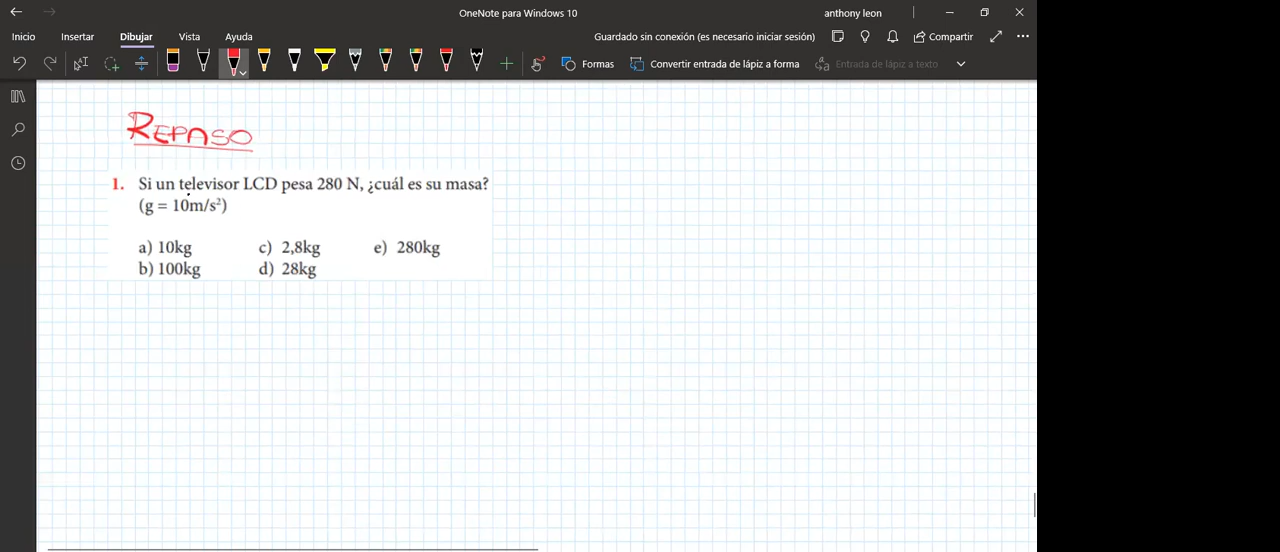 OneNote para Windows 10
anthony leon
Inicio Insertar Dibujar Vista Ayuda
Guardado sin conexión (es necesario iniciar sesión)
Compartir
Formas
Convertir entrada de lápiz a forma
Entrada de lápiz a texto
REPASO
1. Si un televisor LCD pesa 280 N, ¿cuál es su masa?
(g = 10m/s²)
a) 10kg c) 2,8kg e) 280kg
b) 100kg d) 28kg